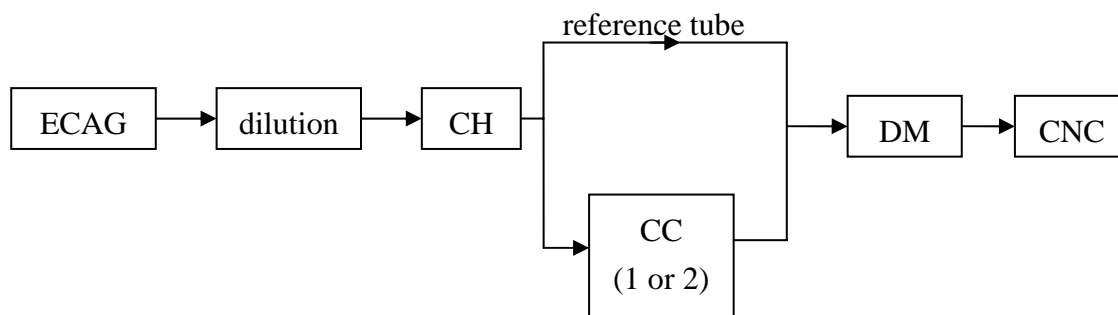 reference tube
ECAG
dilution
CH
DM
CNC
CC
(1 or 2)